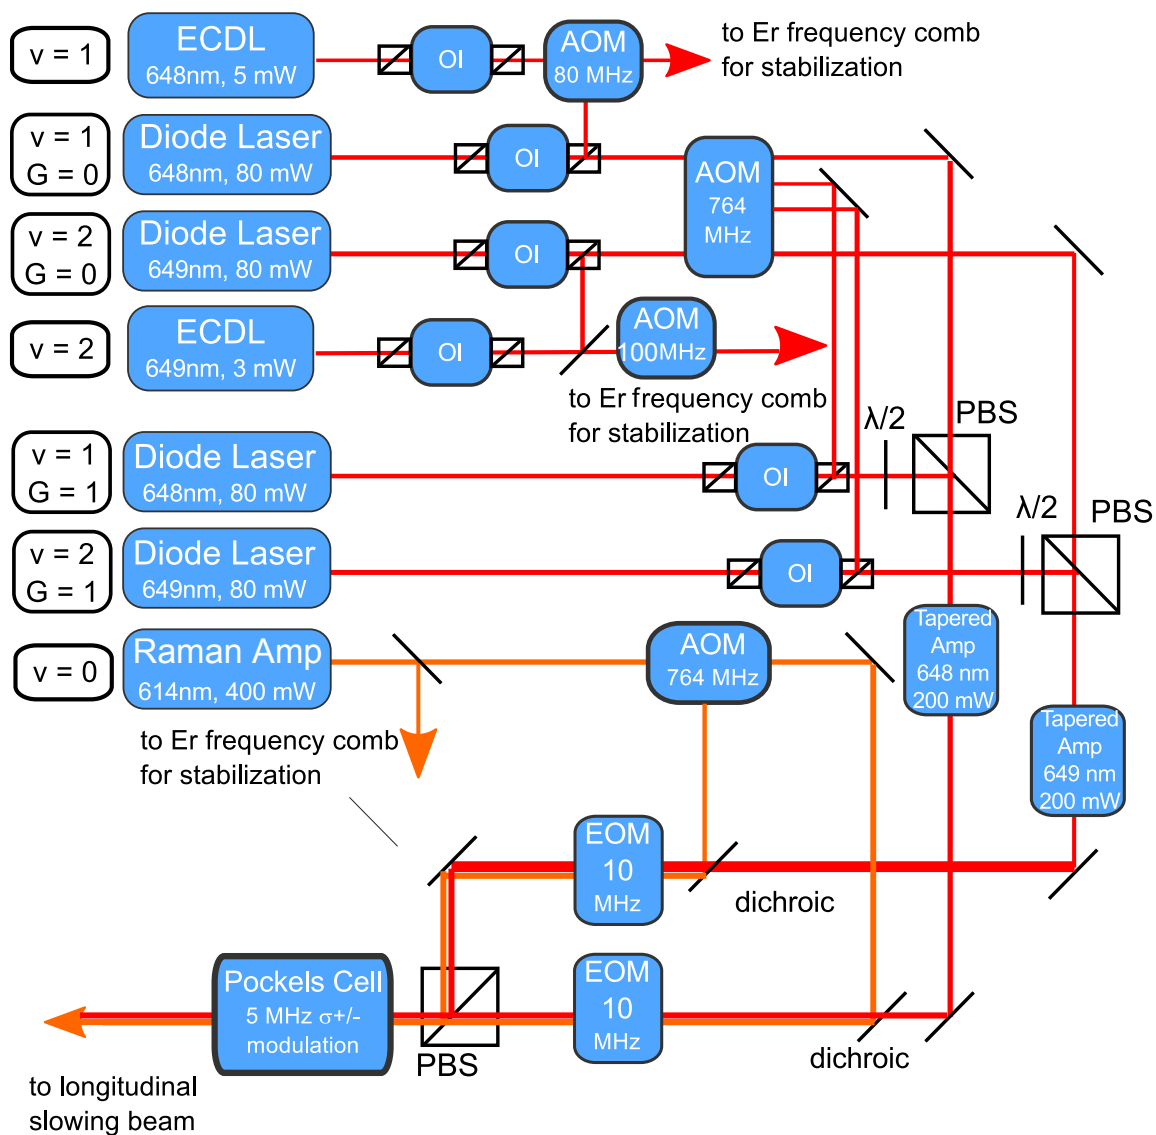 v = 1
ECDL
648nm, 5 mW
OI
AOM
80 MHz
to Er frequency comb
for stabilization
v = 1
G = 0
Diode Laser
648nm, 80 mW
OI
AOM
764
MHz
v = 2
G = 0
Diode Laser
649nm, 80 mW
OI
v = 2
ECDL
649nm, 3 mW
OI
AOM
100MHz
to Er frequency comb
for stabilization
λ/2
PBS
v = 1
G = 1
Diode Laser
648nm, 80 mW
OI
λ/2
PBS
v = 2
G = 1
Diode Laser
649nm, 80 mW
OI
v = 0
Raman Amp
614nm, 400 mW
AOM
764 MHz
Tapered
Amp
648 nm
200 mW
to Er frequency comb
for stabilization
Tapered
Amp
649 nm
200 mW
EOM
10
MHz
dichroic
Pockels Cell
5 MHz σ+/-
modulation
PBS
EOM
10
MHz
dichroic
to longitudinal
slowing beam